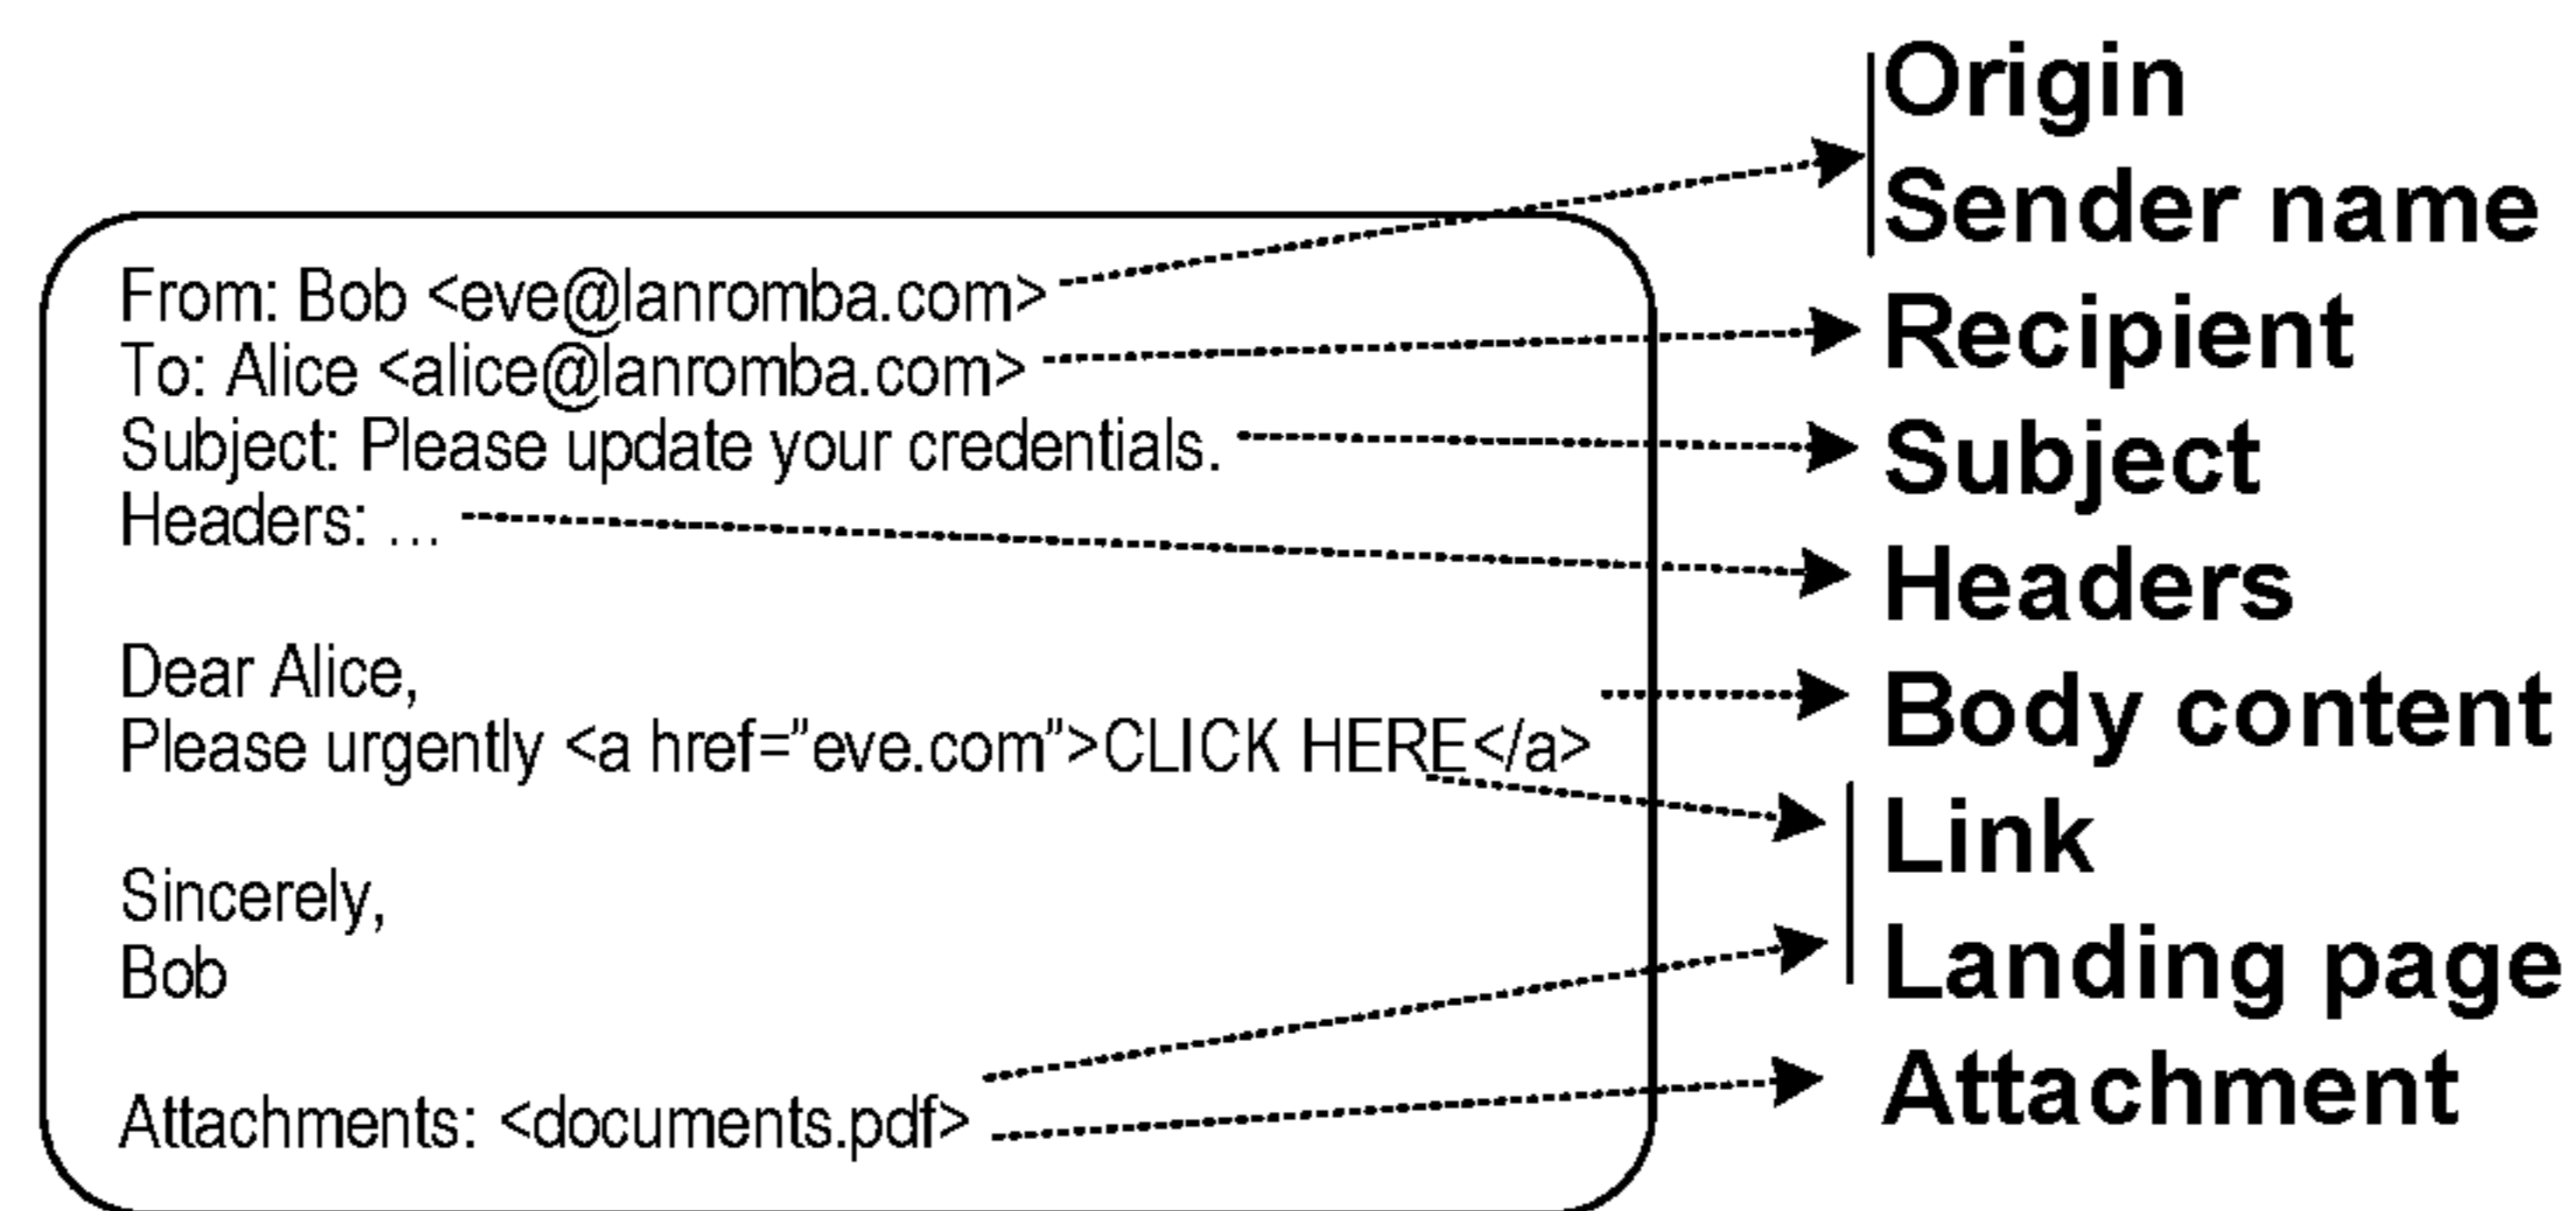 From: Bob <eve@lanromba.com>
To: Alice <alice@lanromba.com>
Subject: Please update your credentials.
Headers: ...
Dear Alice,
Please urgently <a href=”eve.com”>CLICK HERE</a>
Sincerely,
Bob
Attachments: <documents.pdf>
Origin
Sender name
Recipient
Subject
Headers
Body content
Link
Landing page
Attachment